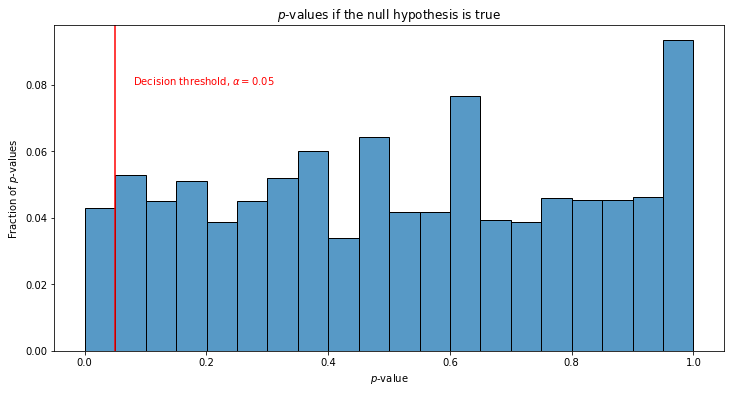 p-values if the null hypothesis is true
Decision threshold, α = 0.05
Fraction of p-values
0.08
0.06
0.04
0.02
0.00
0.0 0.2 0.4 0.6 0.8 1.0
p-value